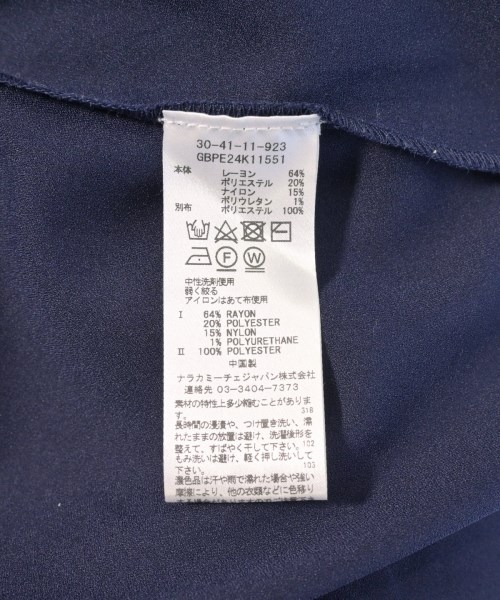 30-41-11-923
GBPE24K11551
本体 レーヨン 64%
ポリエステル 20%
ナイロン 15%
ポリウレタン 1%
別布 ポリエステル 100%
F W
中性洗剤使用
弱く絞る
アイロンはあて布使用
I 64% RAYON
20% POLYESTER
15% NYLON
1% POLYURETHANE
II 100% POLYESTER
中国製
ナラカミーチェジャパン株式会社
連絡先 03-3404-7373
素材の特性上多少縮むことがありま
す。 318
長時間の浸漬や、つけ置き洗い、濡
れたままの放置は避け、洗濯後形を
整えて、すばやく干して下さい。102
もみ洗いは避け、軽く押し洗いして
下さい。 103
濃色品は汗や雨で濡れた場合や強い
摩擦により、他の衣類などに色移り